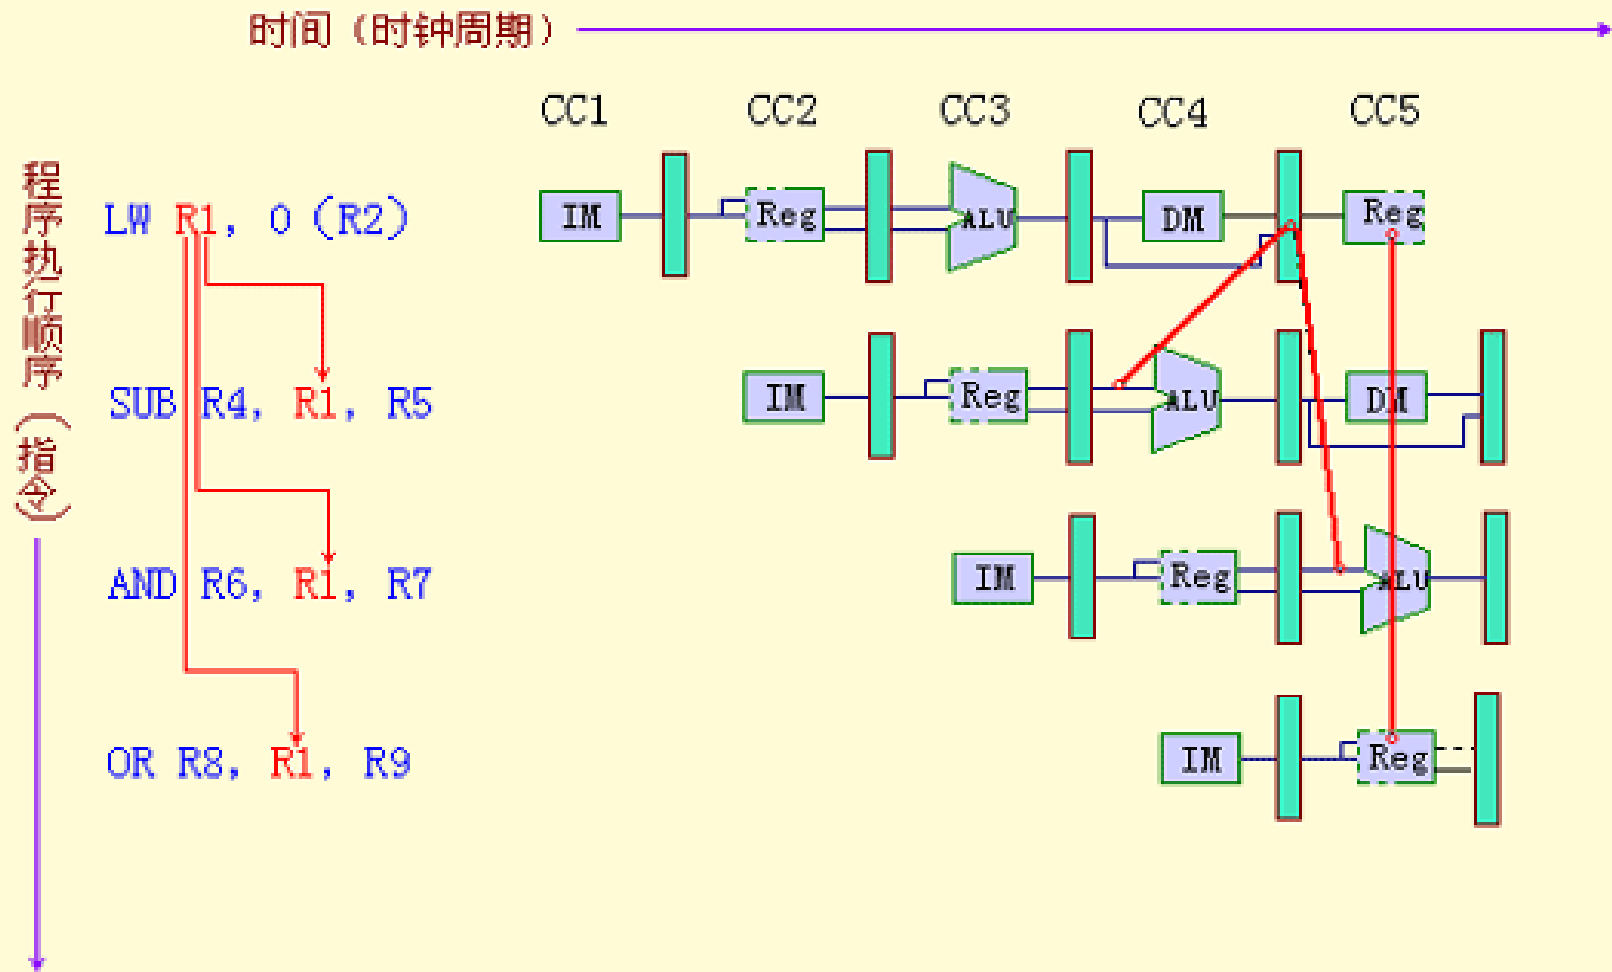 时间（时钟周期）
CC1 CC2 CC3 CC4 CC5
程序执行顺序（指令）
LW R1, 0 (R2)
IM Reg ALU DM Reg
SUB R4, R1, R5
IM Reg ALU DM
AND R6, R1, R7
IM Reg ALU
OR R8, R1, R9
IM Reg